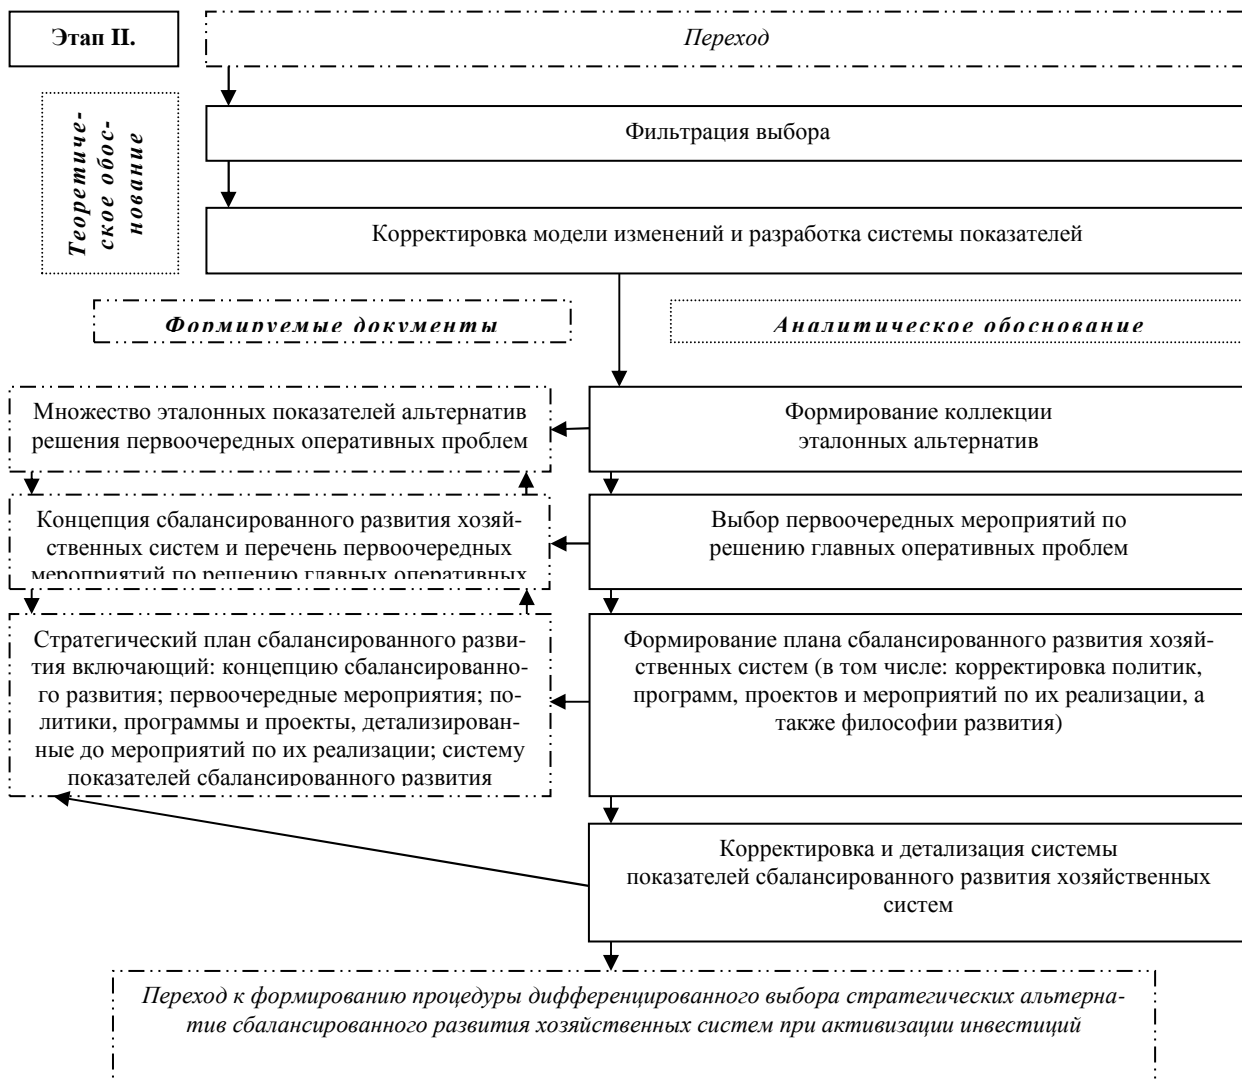 Этап II.
Переход
Теоретиче-
ское обос-
нование
Фильтрация выбора
Корректировка модели изменений и разработка системы показателей
Формируемые документы
Аналитическое обоснование
Множество эталонных показателей альтернатив
решения первоочередных оперативных проблем
Формирование коллекции
эталонных альтернатив
Концепция сбалансированного развития хозяй-
ственных систем и перечень первоочередных
мероприятий по решению главных оперативных
Выбор первоочередных мероприятий по
решению главных оперативных проблем
Стратегический план сбалансированного разви-
тия включающий: концепцию сбалансированно-
го развития; первоочередные мероприятия; по-
литики, программы и проекты, детализирован-
ные до мероприятий по их реализации; систему
показателей сбалансированного развития
Формирование плана сбалансированного развития хозяй-
ственных систем (в том числе: корректировка политик,
программ, проектов и мероприятий по их реализации, а
также философии развития)
Корректировка и детализация системы
показателей сбалансированного развития хозяйственных
систем
Переход к формированию процедуры дифференцированного выбора стратегических альтерна-
тив сбалансированного развития хозяйственных систем при активизации инвестиций